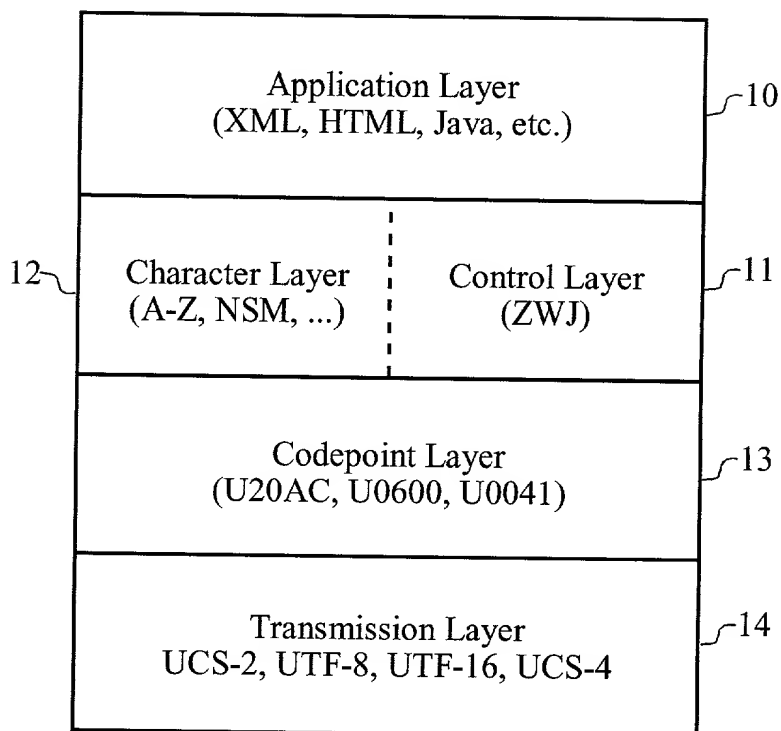 Application Layer
(XML, HTML, Java, etc.)
10
12
Character Layer
(A-Z, NSM, ...)
Control Layer
(ZWJ)
11
Codepoint Layer
(U20AC, U0600, U0041)
13
Transmission Layer
UCS-2, UTF-8, UTF-16, UCS-4
14